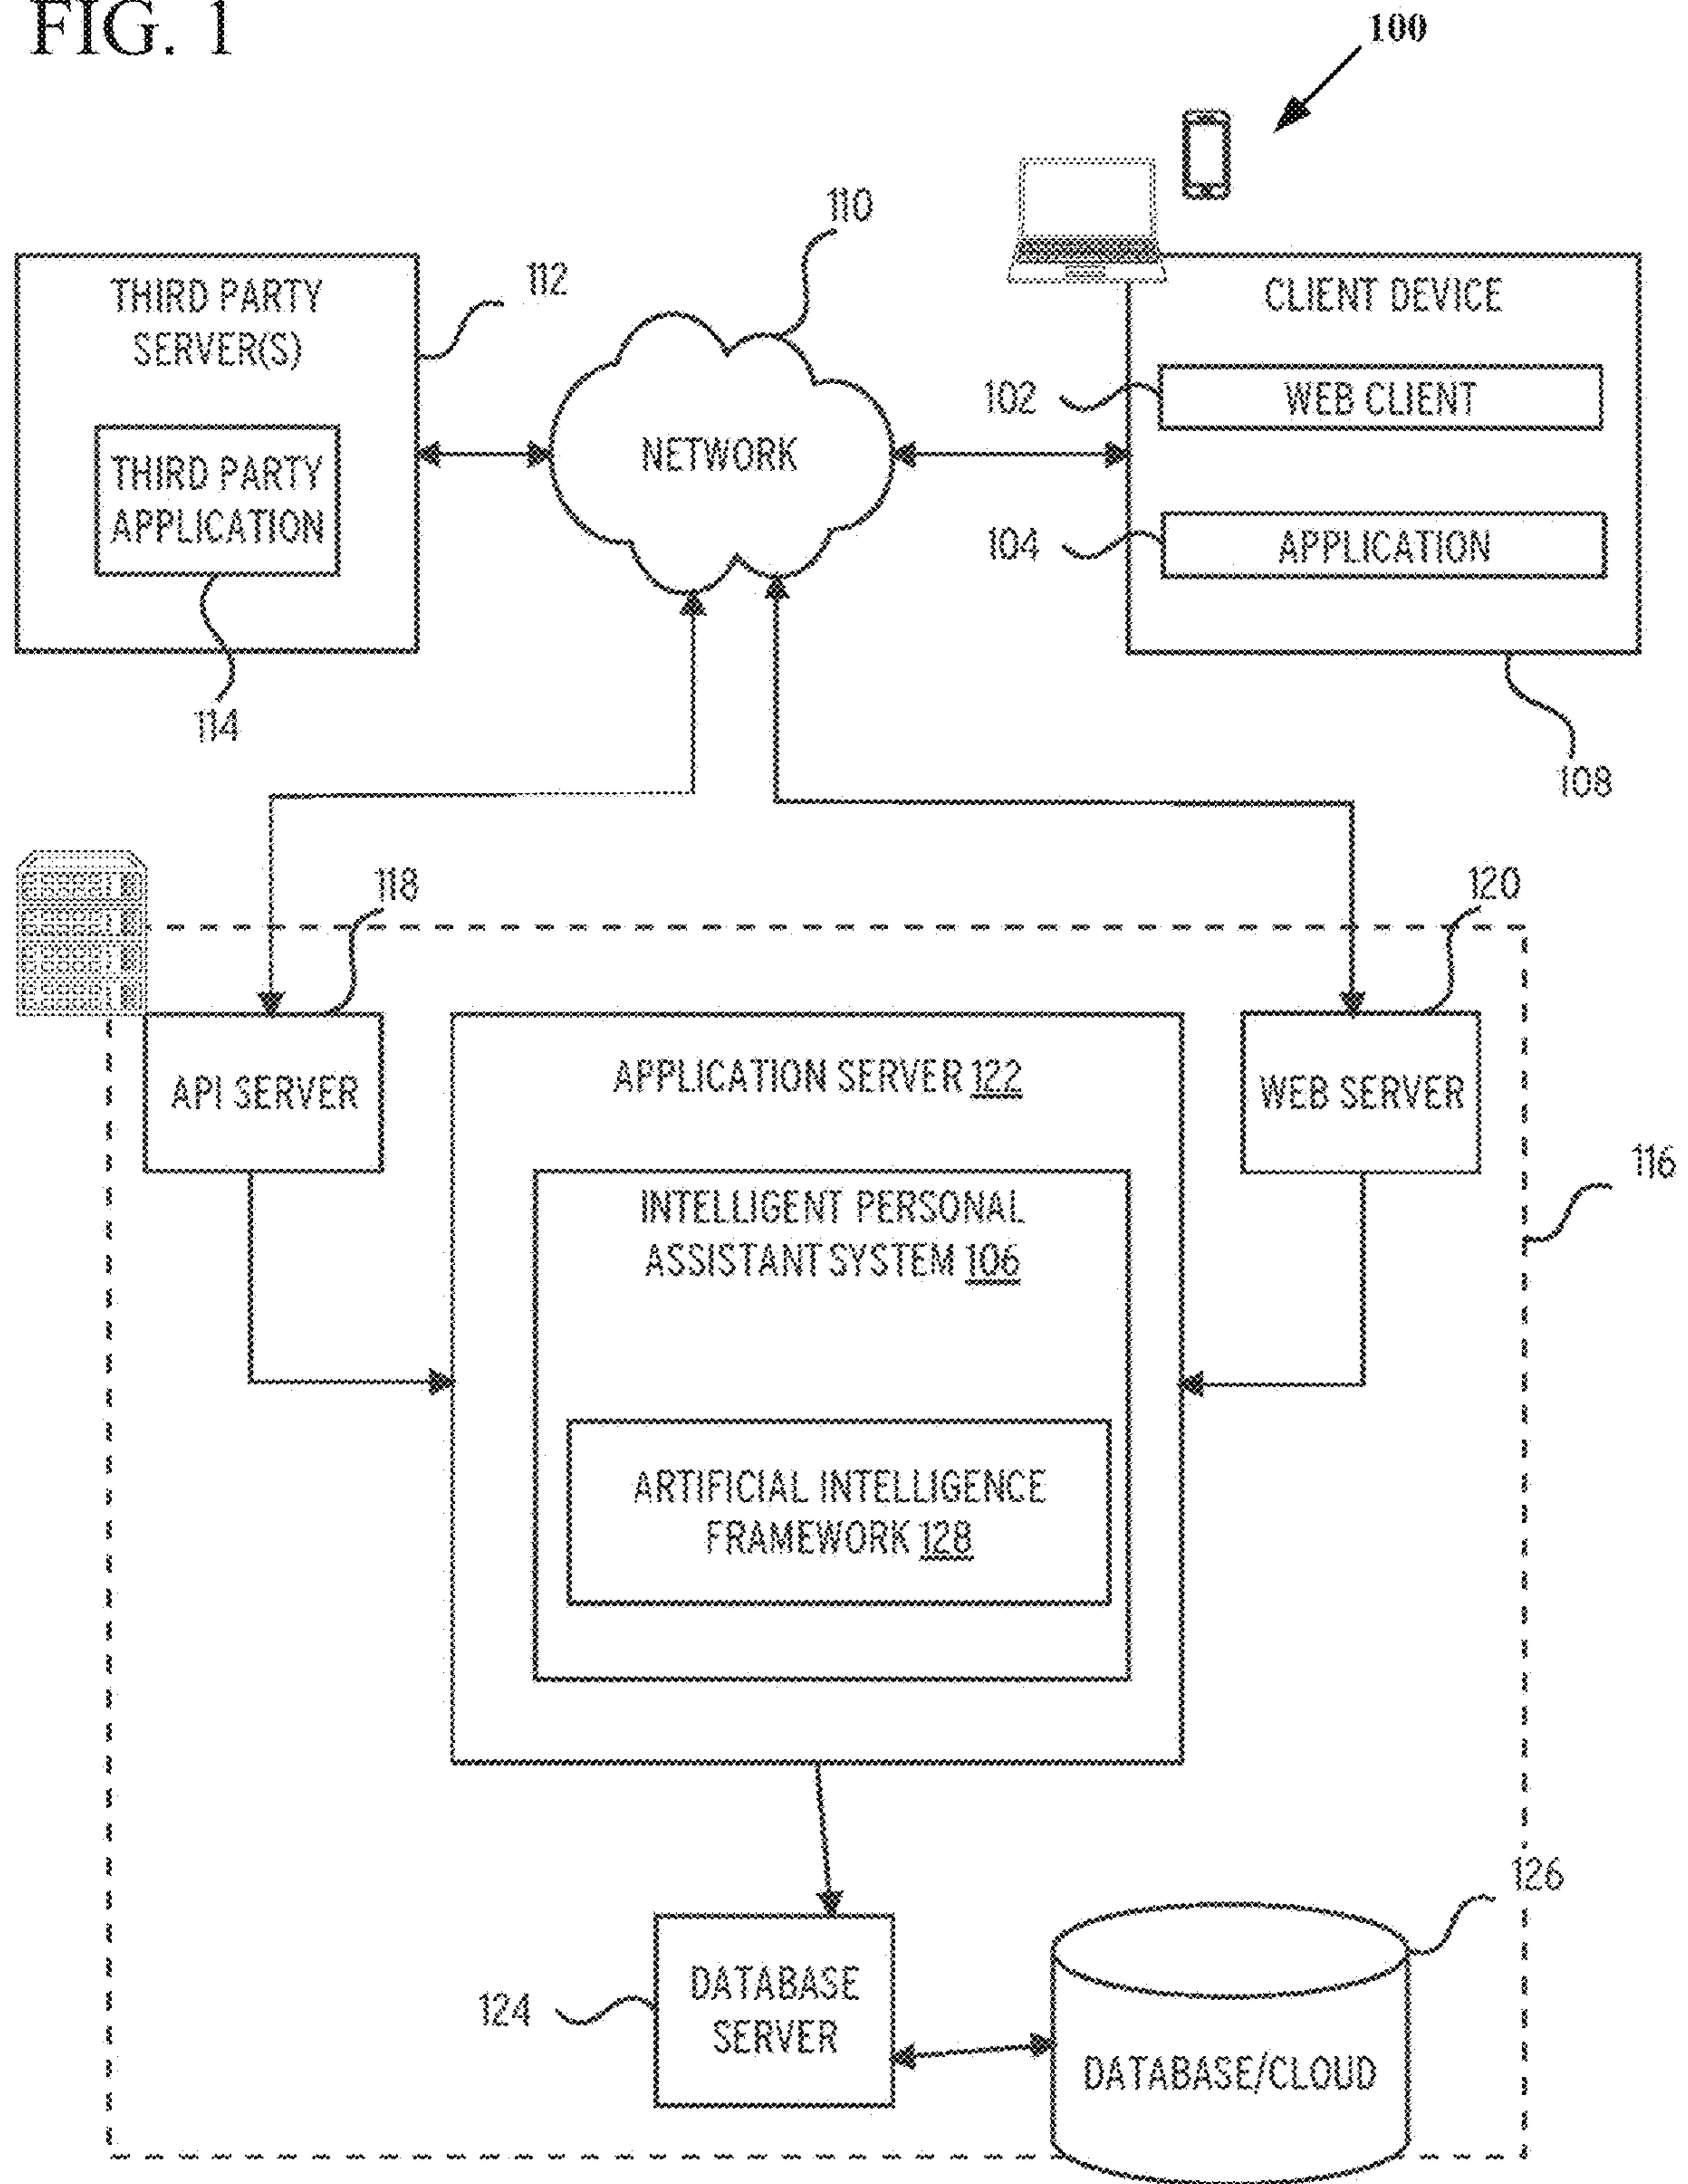 FIG. 1
100
110
112
THIRD PARTY
SERVER(S)
CLIENT DEVICE
102
WEB CLIENT
NETWORK
THIRD PARTY
APPLICATION
104
APPLICATION
114
108
118
120
API SERVER
APPLICATION SERVER 122
WEB SERVER
116
INTELLIGENT PERSONAL
ASSISTANT SYSTEM 106
ARTIFICIAL INTELLIGENCE
FRAMEWORK 128
126
124
DATABASE
SERVER
DATABASE/CLOUD